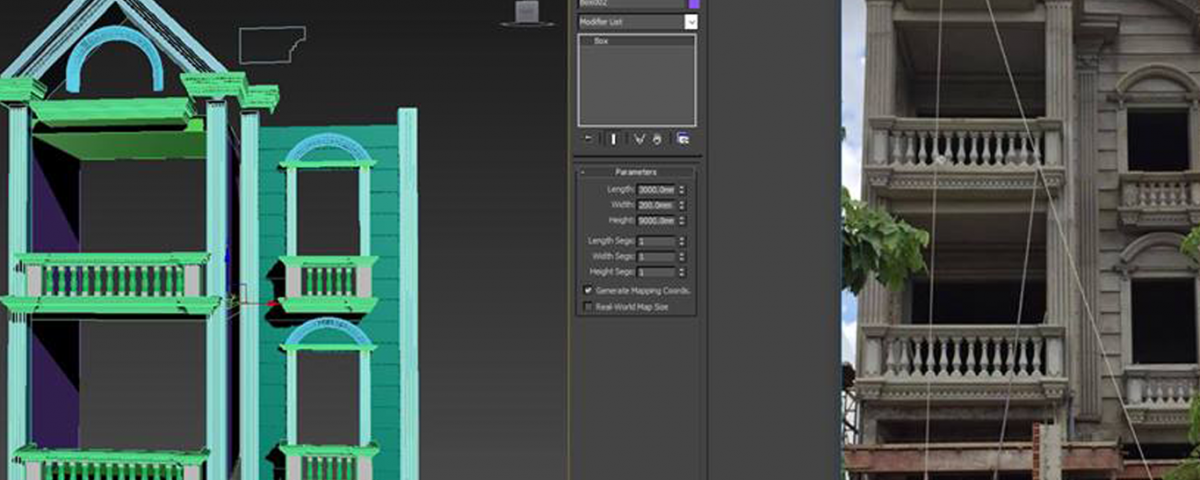 Box002
Modifier List
Box
Parameters
Length: 3000.0mm
Width: 200.0mm
Height: 9000.0mm
Length Segs: 1
Width Segs: 1
Height Segs: 1
Generate Mapping Coords.
Real-World Map Size